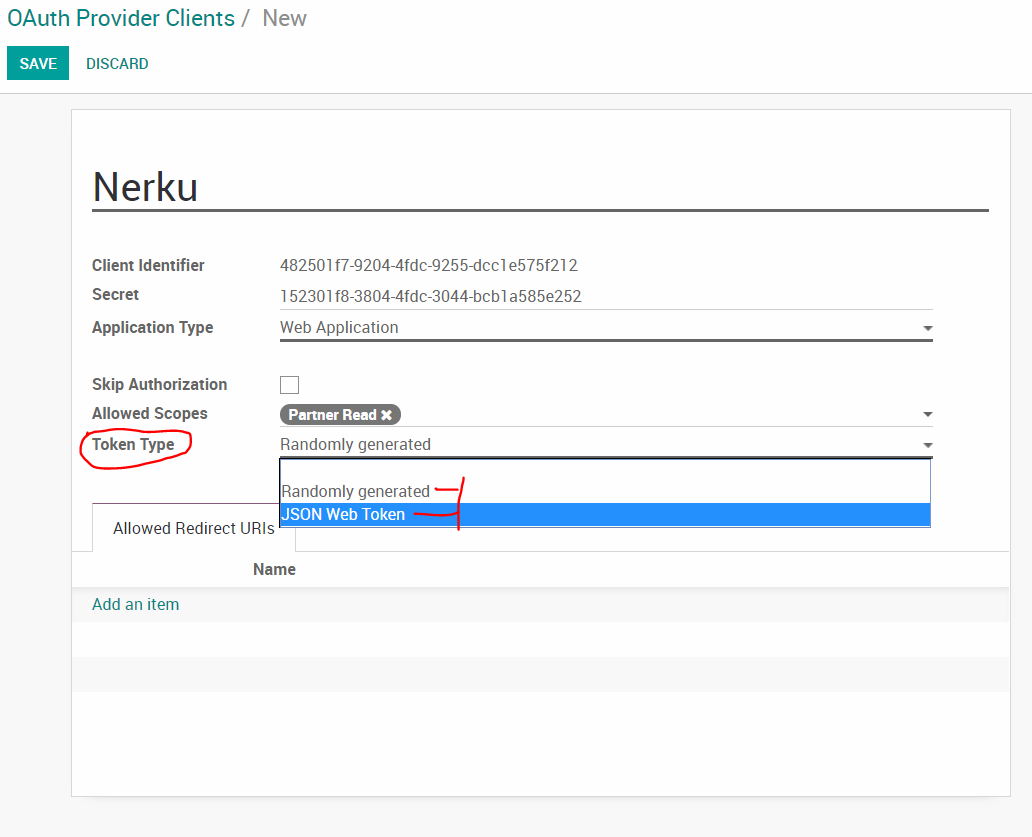 OAuth Provider Clients / New
SAVE DISCARD
Nerku
Client Identifier 482501f7-9204-4fdc-9255-dcc1e575f212
Secret 152301f8-3804-4fdc-3044-bcb1a585e252
Application Type Web Application
Skip Authorization
Allowed Scopes Partner Read ✖
Token Type Randomly generated
Randomly generated
JSON Web Token
Allowed Redirect URIs
Name
Add an item